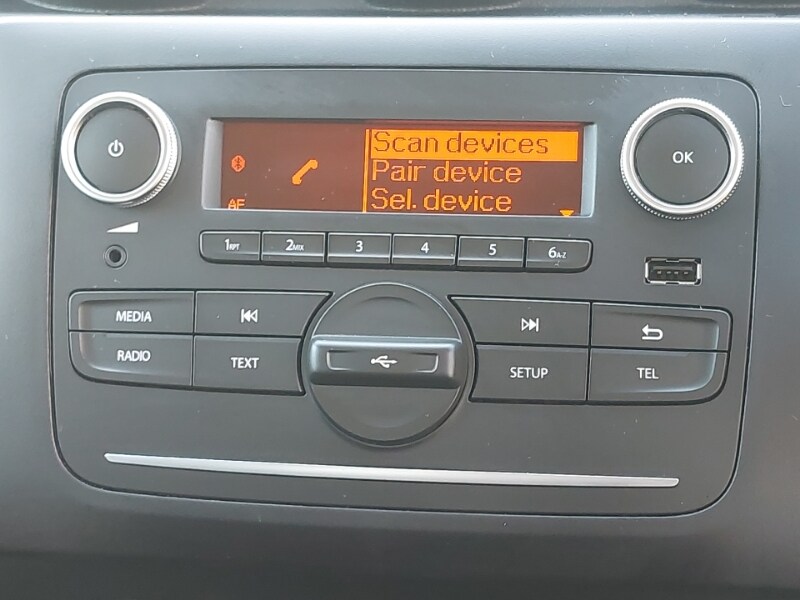 Scan devices
Pair device
Sel. device
AF
OK
1RPT
2MIX
3
4
5
6A-Z
MEDIA
RADIO
TEXT
SETUP
TEL